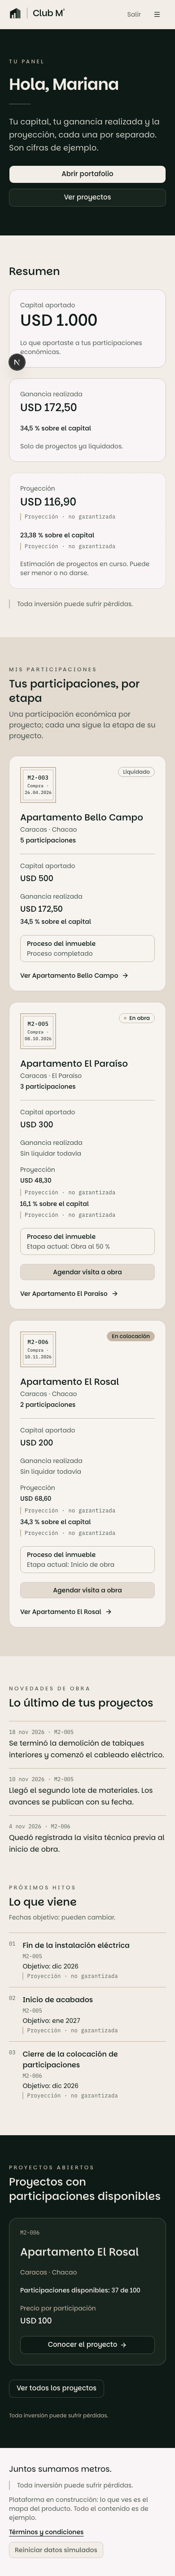 Club M²
Salir
TU PANEL
Hola, Mariana
Tu capital, tu ganancia realizada y la
proyección, cada una por separado.
Son cifras de ejemplo.
Abrir portafolio
Ver proyectos
Resumen
Capital aportado
USD 1.000
Lo que aportaste a tus participaciones
económicas.
N
Ganancia realizada
USD 172,50
34,5 % sobre el capital
Solo de proyectos ya liquidados.
Proyección
USD 116,90
Proyección · no garantizada
23,38 % sobre el capital
Proyección · no garantizada
Estimación de proyectos en curso. Puede
ser menor o no darse.
Toda inversión puede sufrir pérdidas.
MIS PARTICIPACIONES
Tus participaciones, por
etapa
Una participación económica por
proyecto; cada una sigue la etapa de su
proyecto.
M2-003
Compra ·
26.04.2026
Liquidado
Apartamento Bello Campo
Caracas · Chacao
5 participaciones
Capital aportado
USD 500
Ganancia realizada
USD 172,50
34,5 % sobre el capital
Proceso del inmueble
Proceso completado
Ver Apartamento Bello Campo →
M2-005
Compra ·
08.10.2026
En obra
Apartamento El Paraíso
Caracas · El Paraíso
3 participaciones
Capital aportado
USD 300
Ganancia realizada
Sin liquidar todavía
Proyección
USD 48,30
Proyección · no garantizada
16,1 % sobre el capital
Proyección · no garantizada
Proceso del inmueble
Etapa actual: Obra al 50 %
Agendar visita a obra
Ver Apartamento El Paraíso →
M2-006
Compra ·
10.11.2026
En colocación
Apartamento El Rosal
Caracas · Chacao
2 participaciones
Capital aportado
USD 200
Ganancia realizada
Sin liquidar todavía
Proyección
USD 68,60
Proyección · no garantizada
34,3 % sobre el capital
Proyección · no garantizada
Proceso del inmueble
Etapa actual: Inicio de obra
Agendar visita a obra
Ver Apartamento El Rosal →
NOVEDADES DE OBRA
Lo último de tus proyectos
18 nov 2026 · M2-005
Se terminó la demolición de tabiques
interiores y comenzó el cableado eléctrico.
10 nov 2026 · M2-005
Llegó el segundo lote de materiales. Los
avances se publican con su fecha.
4 nov 2026 · M2-006
Quedó registrada la visita técnica previa al
inicio de obra.
PRÓXIMOS HITOS
Lo que viene
Fechas objetivo: pueden cambiar.
01 Fin de la instalación eléctrica
M2-005
Objetivo: dic 2026
Proyección · no garantizada
02 Inicio de acabados
M2-005
Objetivo: ene 2027
Proyección · no garantizada
03 Cierre de la colocación de
participaciones
M2-006
Objetivo: dic 2026
Proyección · no garantizada
PROYECTOS ABIERTOS
Proyectos con
participaciones disponibles
M2-006
Apartamento El Rosal
Caracas · Chacao
Participaciones disponibles: 37 de 100
Precio por participación
USD 100
Conocer el proyecto →
Ver todos los proyectos
Toda inversión puede sufrir pérdidas.
Juntos sumamos metros.
Toda inversión puede sufrir pérdidas.
Plataforma en construcción: lo que ves es el
mapa del producto. Todo el contenido es de
ejemplo.
Términos y condiciones
Reiniciar datos simulados